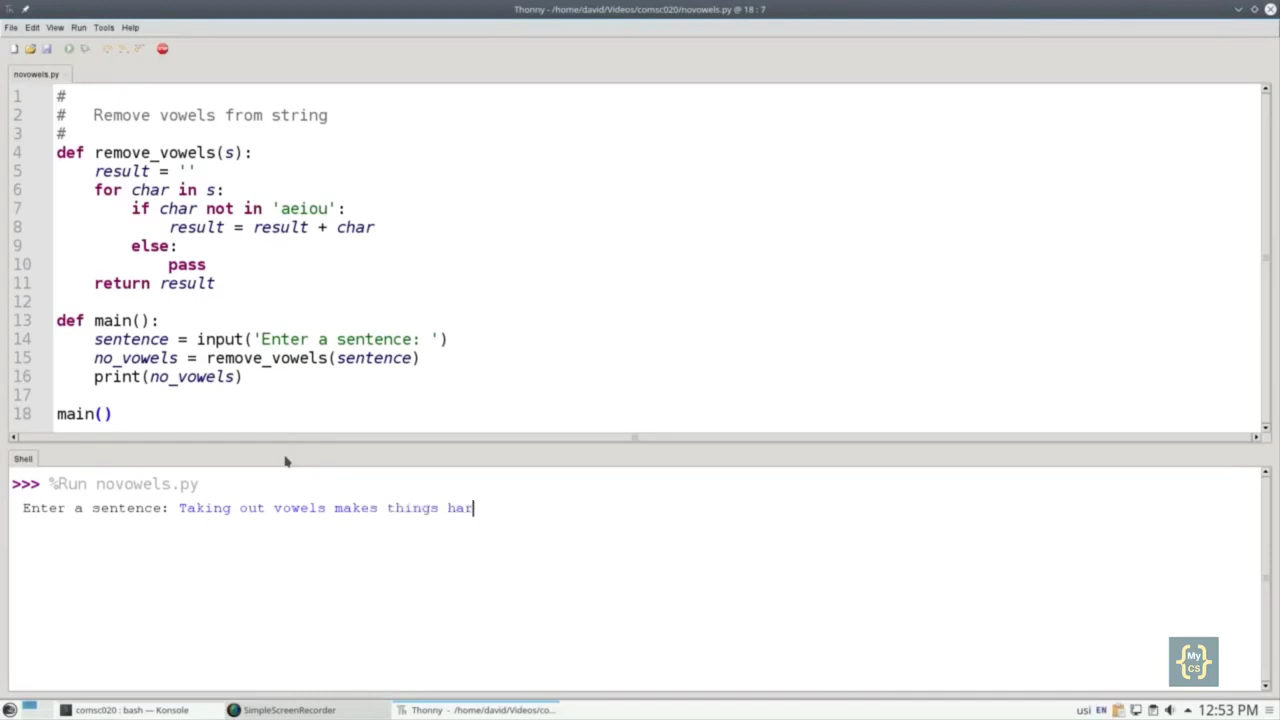 Thonny - /home/david/Videos/comsc020/novowels.py @ 18 : 7
File Edit View Run Tools Help
novowels.py
1 #
2 #   Remove vowels from string
3 #
4 def remove_vowels(s):
5     result = ''
6     for char in s:
7         if char not in 'aeiou':
8             result = result + char
9         else:
10             pass
11     return result
12
13 def main():
14     sentence = input('Enter a sentence: ')
15     no_vowels = remove_vowels(sentence)
16     print(no_vowels)
17
18 main()
Shell
>>> %Run novowels.py
Enter a sentence: Taking out vowels makes things har
My
CS
comsc020 : bash — Konsole SimpleScreenRecorder Thonny - /home/david/Videos/co... usi EN 12:53 PM